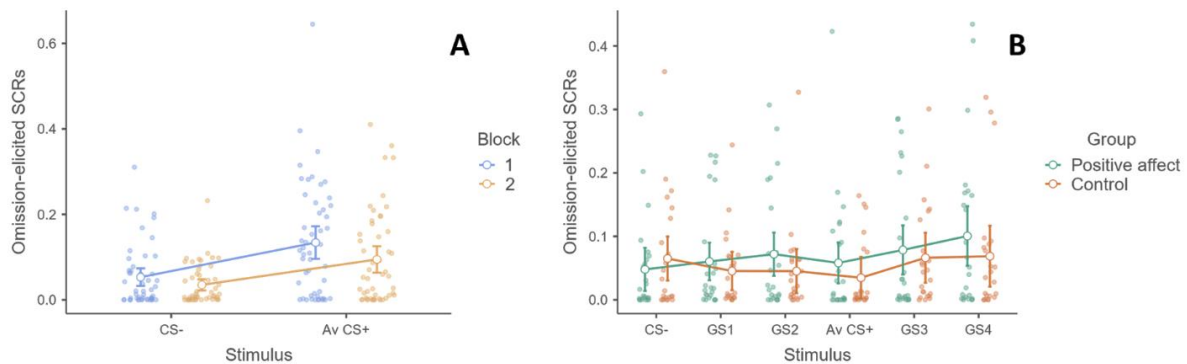 A
Omission-elicited SCRs
0.6
0.4
0.2
0.0
CS-
Av CS+
Stimulus
Block
1
2
B
Omission-elicited SCRs
0.4
0.3
0.2
0.1
0.0
CS-
GS1
GS2
Av CS+
GS3
GS4
Stimulus
Group
Positive affect
Control